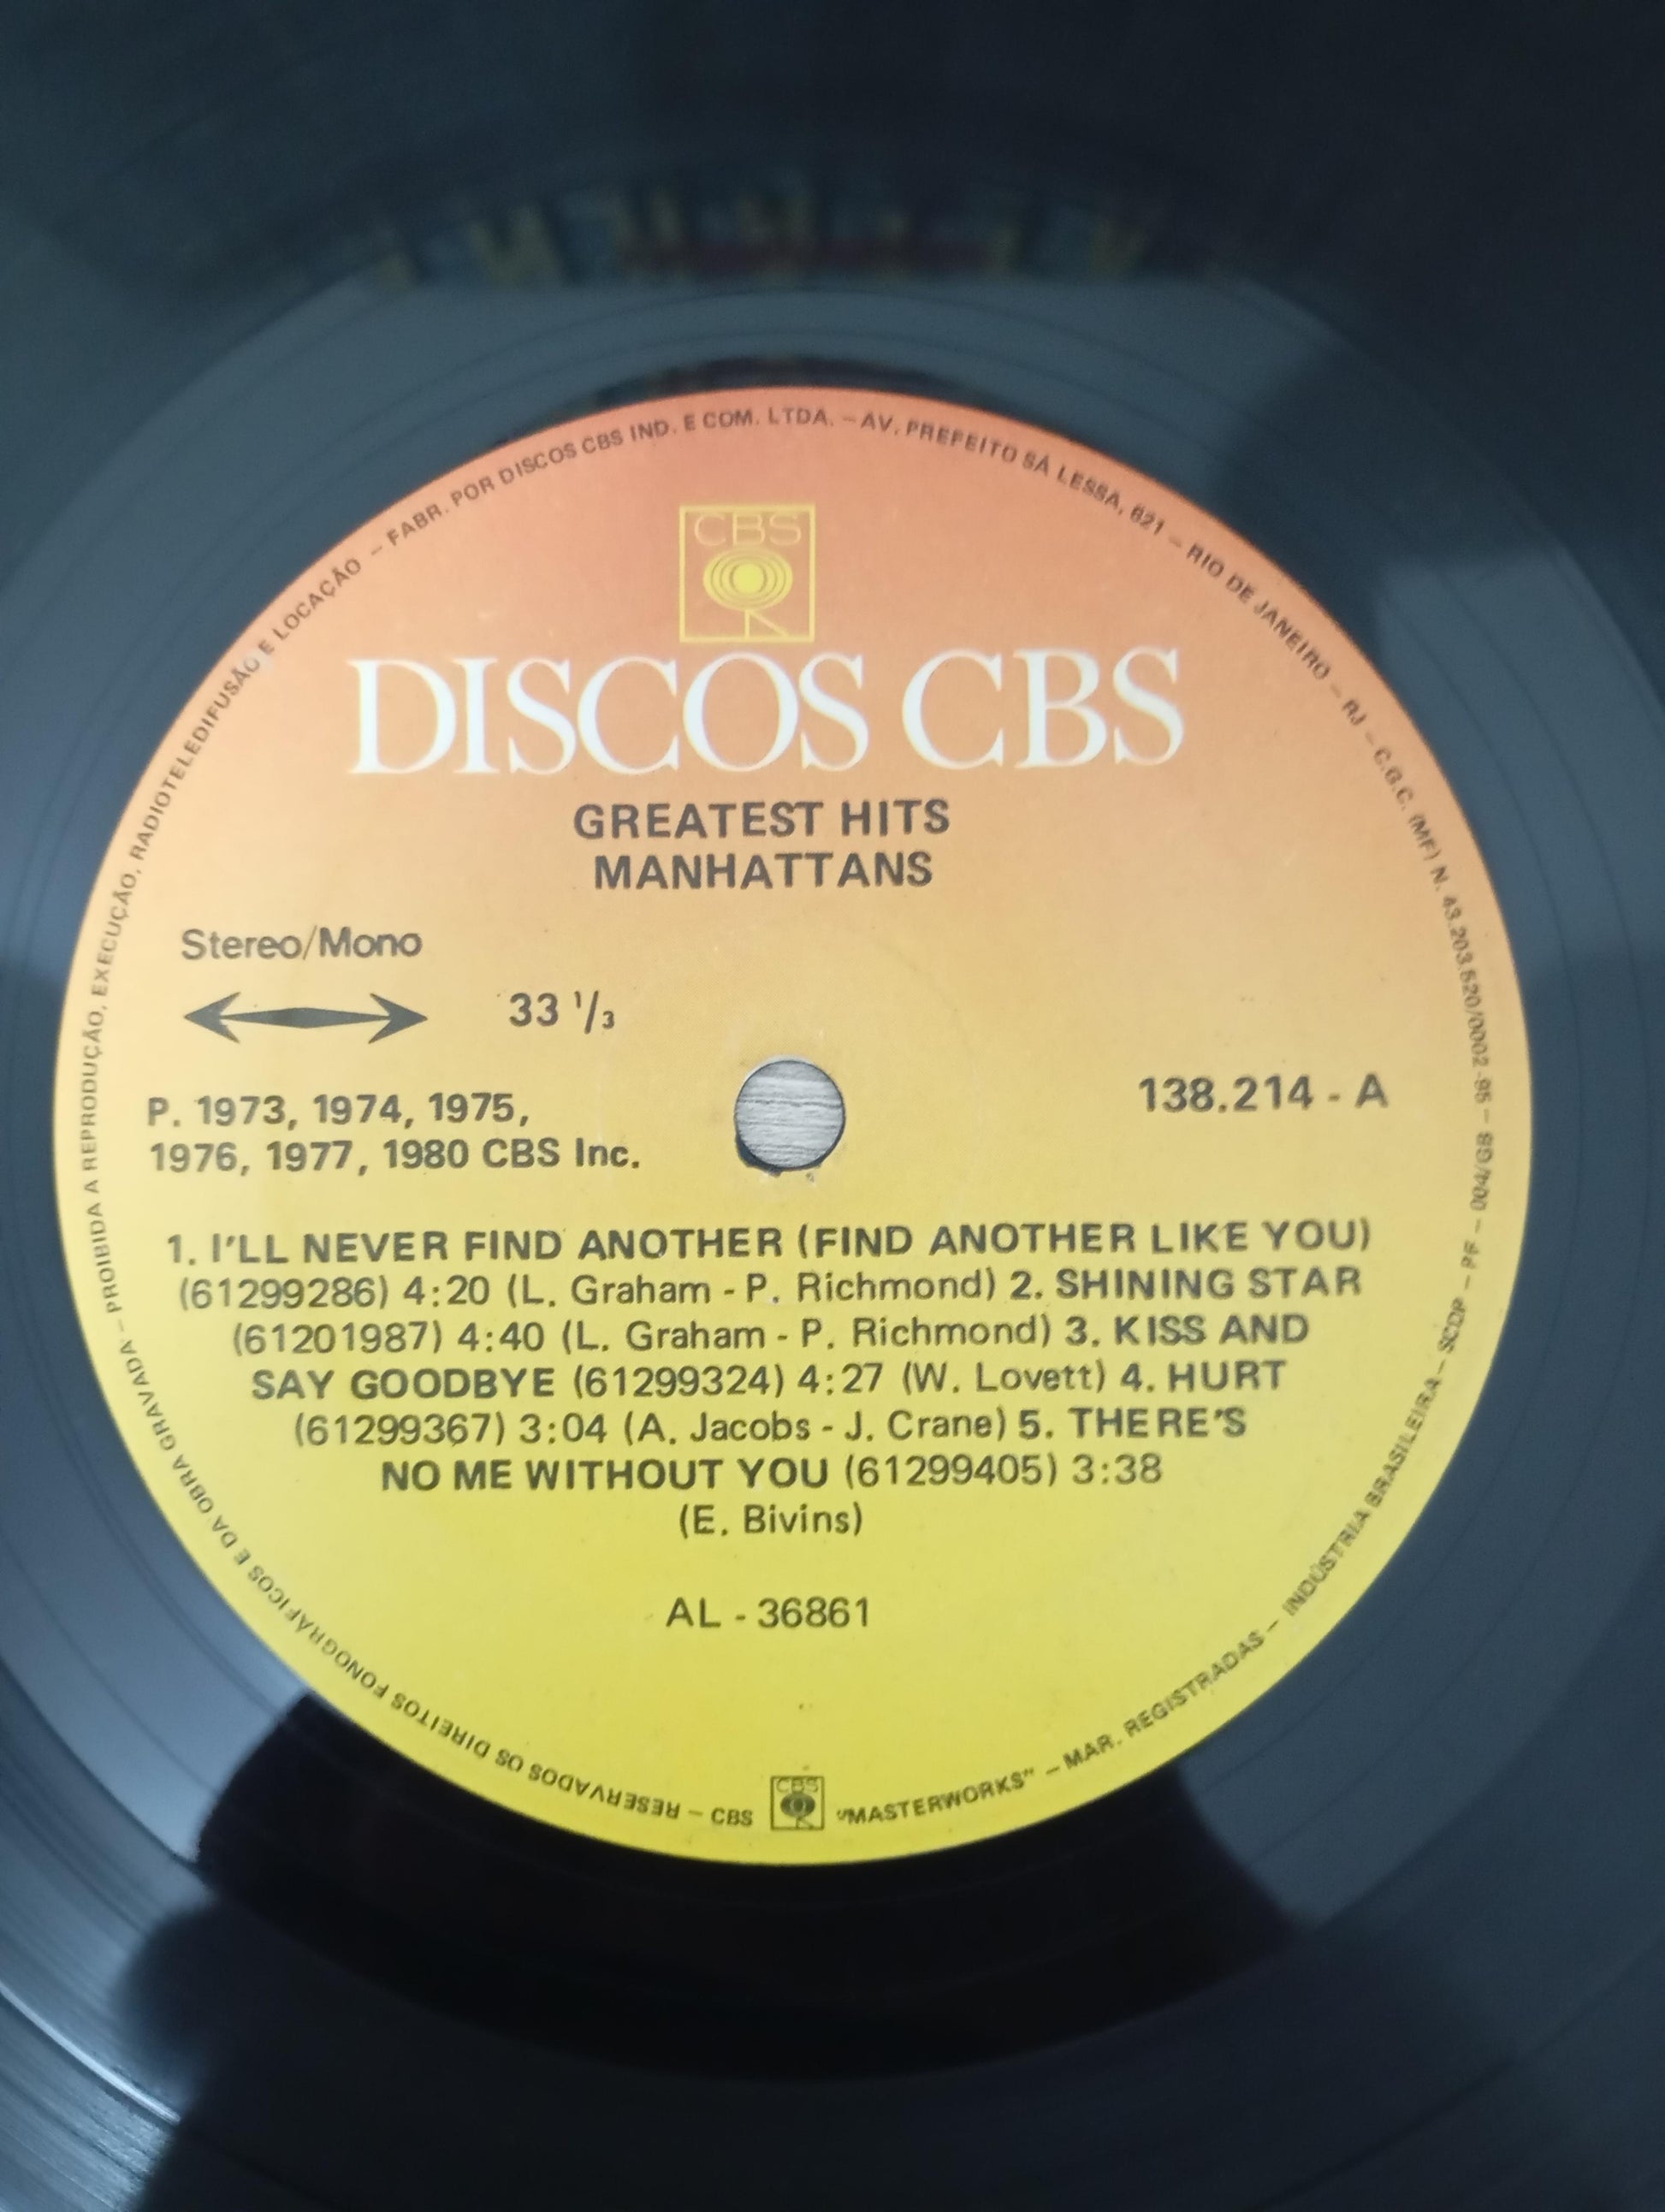 FABR. POR DISCOS CBS IND. E COM. LTDA. – AV. PREFEITO SÁ LESSA, 621 – RIO DE JANEIRO – RJ – C.G.C. (MF) N. 43.203.520/0002-95 – 004/GB – PF – SCDP – INDÚSTRIA BRASILEIRA – MAR. REGISTRADAS – "MASTERWORKS" CBS CBS – RESERVADOS OS DIREITOS FONOGRÁFICOS E DA OBRA GRAVADA – PROIBIDA A REPRODUÇÃO, EXECUÇÃO, RADIOTELEDIFUSÃO E LOCAÇÃO –
CBS
DISCOS CBS
GREATEST HITS
MANHATTANS
Stereo/Mono
33 1/3
138.214 - A
P. 1973, 1974, 1975,
1976, 1977, 1980 CBS Inc.
1. I'LL NEVER FIND ANOTHER (FIND ANOTHER LIKE YOU)
(61299286) 4:20 (L. Graham - P. Richmond) 2. SHINING STAR
(61201987) 4:40 (L. Graham - P. Richmond) 3. KISS AND
SAY GOODBYE (61299324) 4:27 (W. Lovett) 4. HURT
(61299367) 3:04 (A. Jacobs - J. Crane) 5. THERE'S
NO ME WITHOUT YOU (61299405) 3:38
(E. Bivins)
AL - 36861